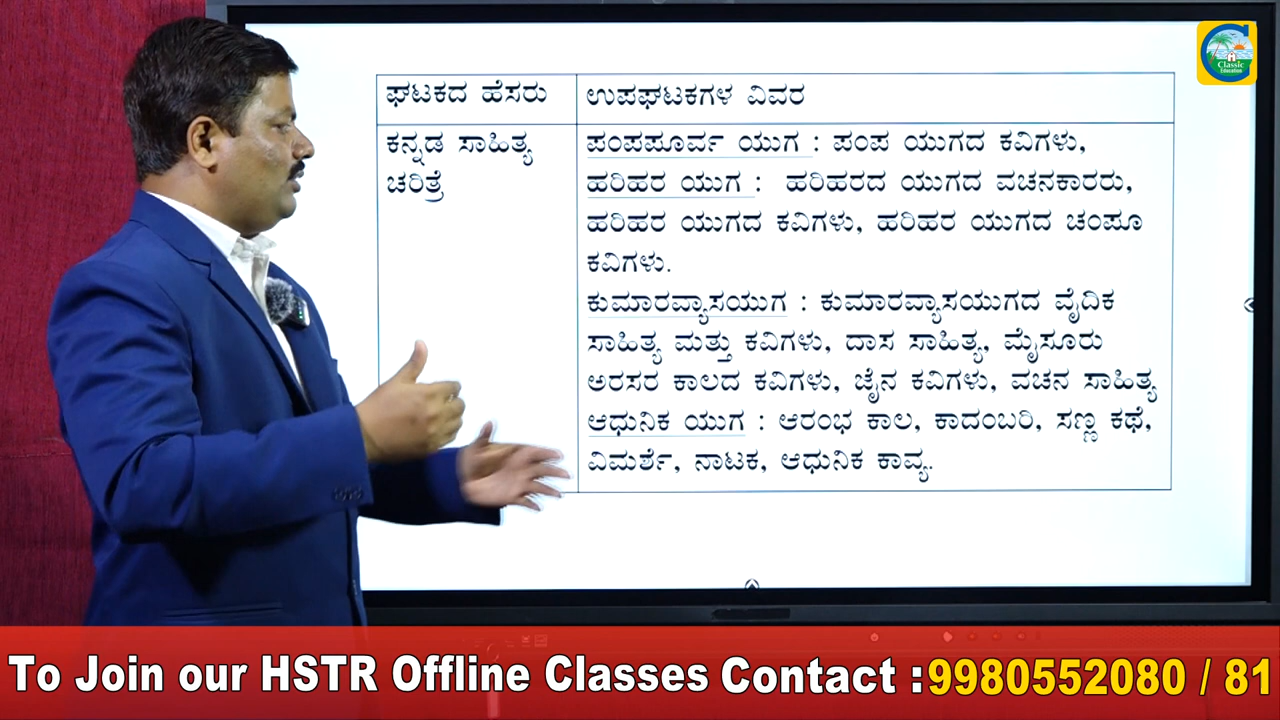 Classic
Education
ಘಟಕದ ಹೆಸರು
ಉಪಘಟಕಗಳ ವಿವರ
ಕನ್ನಡ ಸಾಹಿತ್ಯ
ಚರಿತ್ರೆ
ಪಂಪಪೂರ್ವ ಯುಗ : ಪಂಪ ಯುಗದ ಕವಿಗಳು,
ಹರಿಹರ ಯುಗ : ಹರಿಹರದ ಯುಗದ ವಚನಕಾರರು,
ಹರಿಹರ ಯುಗದ ಕವಿಗಳು, ಹರಿಹರ ಯುಗದ ಚಂಪೂ
ಕವಿಗಳು.
ಕುಮಾರವ್ಯಾಸಯುಗ : ಕುಮಾರವ್ಯಾಸಯುಗದ ವೈದಿಕ
ಸಾಹಿತ್ಯ ಮತ್ತು ಕವಿಗಳು, ದಾಸ ಸಾಹಿತ್ಯ, ಮೈಸೂರು
ಅರಸರ ಕಾಲದ ಕವಿಗಳು, ಜೈನ ಕವಿಗಳು, ವಚನ ಸಾಹಿತ್ಯ
ಆಧುನಿಕ ಯುಗ : ಆರಂಭ ಕಾಲ, ಕಾದಂಬರಿ, ಸಣ್ಣ ಕಥೆ,
ವಿಮರ್ಶೆ, ನಾಟಕ, ಆಧುನಿಕ ಕಾವ್ಯ.
To Join our HSTR Offline Classes Contact :9980552080 / 81